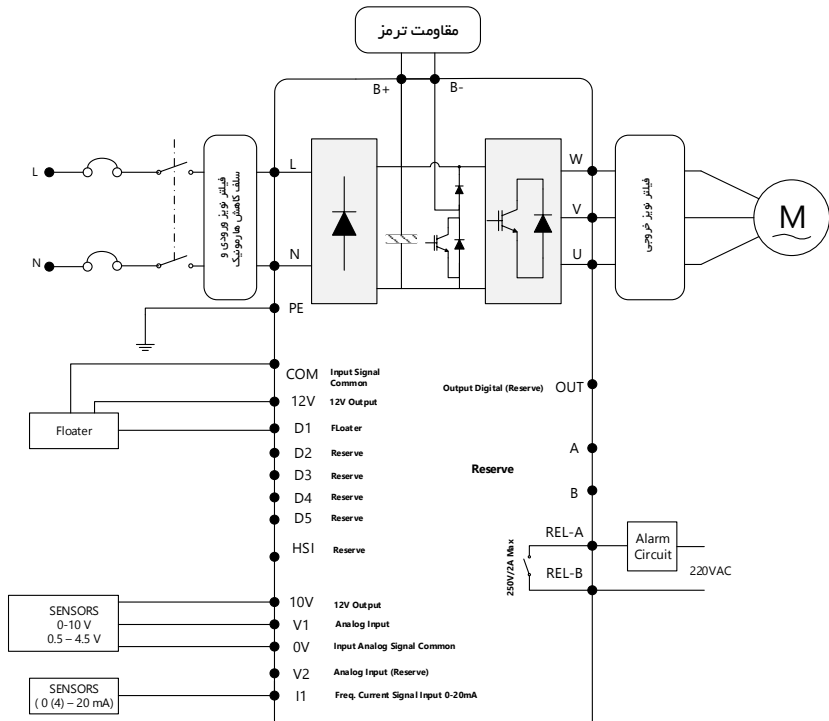 مقاومت ترمز
B+
B-
L
L
W
فیلتر نویز ورودی و
سلف کاهش هارمونیک
V
فیلتر نویز خروجی
M
N
N
U
PE
COM
Input Signal
Common
12V
12V Output
Output Digital (Reserve)
OUT
Floater
D1
FLoater
D2
Reserve
A
D3
Reserve
Reserve
D4
Reserve
B
D5
Reserve
HSI
Reserve
REL-A
Alarm
Circuit
250V/2A Max
REL-B
220VAC
SENSORS
0-10 V
0.5 – 4.5 V
10V
12V Output
V1
Analog Input
0V
Input Analog Signal Common
V2
Analog Input (Reserve)
SENSORS
( 0 (4) – 20 mA)
I1
Freq. Current Signal Input 0-20mA